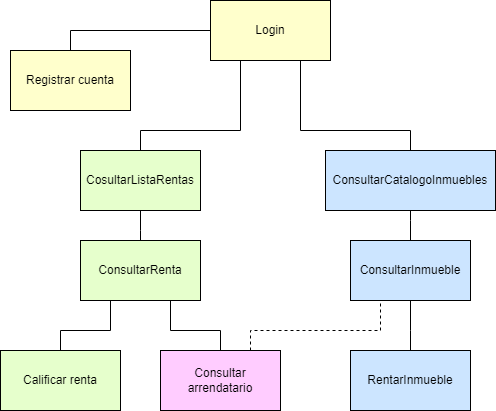 Login
Registrar cuenta
CosultarListaRentas
ConsultarCatalogoInmuebles
ConsultarRenta
ConsultarInmueble
Calificar renta
Consultar
arrendatario
RentarInmueble